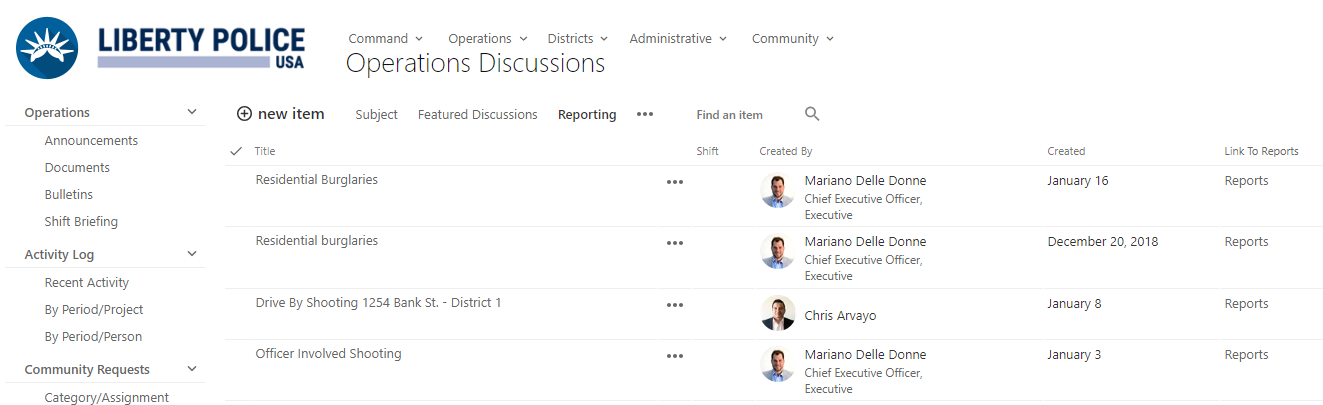 LIBERTY POLICE
USA
Command Operations Districts Administrative Community
Operations Discussions
Operations
Announcements
Documents
Bulletins
Shift Briefing
Activity Log
Recent Activity
By Period/Project
By Period/Person
Community Requests
Category/Assignment
new item Subject Featured Discussions Reporting ••• Find an item
Title Shift Created By Created Link To Reports
Residential Burglaries ••• Mariano Delle Donne January 16 Reports
Chief Executive Officer,
Executive
Residential burglaries ••• Mariano Delle Donne December 20, 2018 Reports
Chief Executive Officer,
Executive
Drive By Shooting 1254 Bank St. - District 1 ••• Chris Arvayo January 8 Reports
Officer Involved Shooting ••• Mariano Delle Donne January 3 Reports
Chief Executive Officer,
Executive